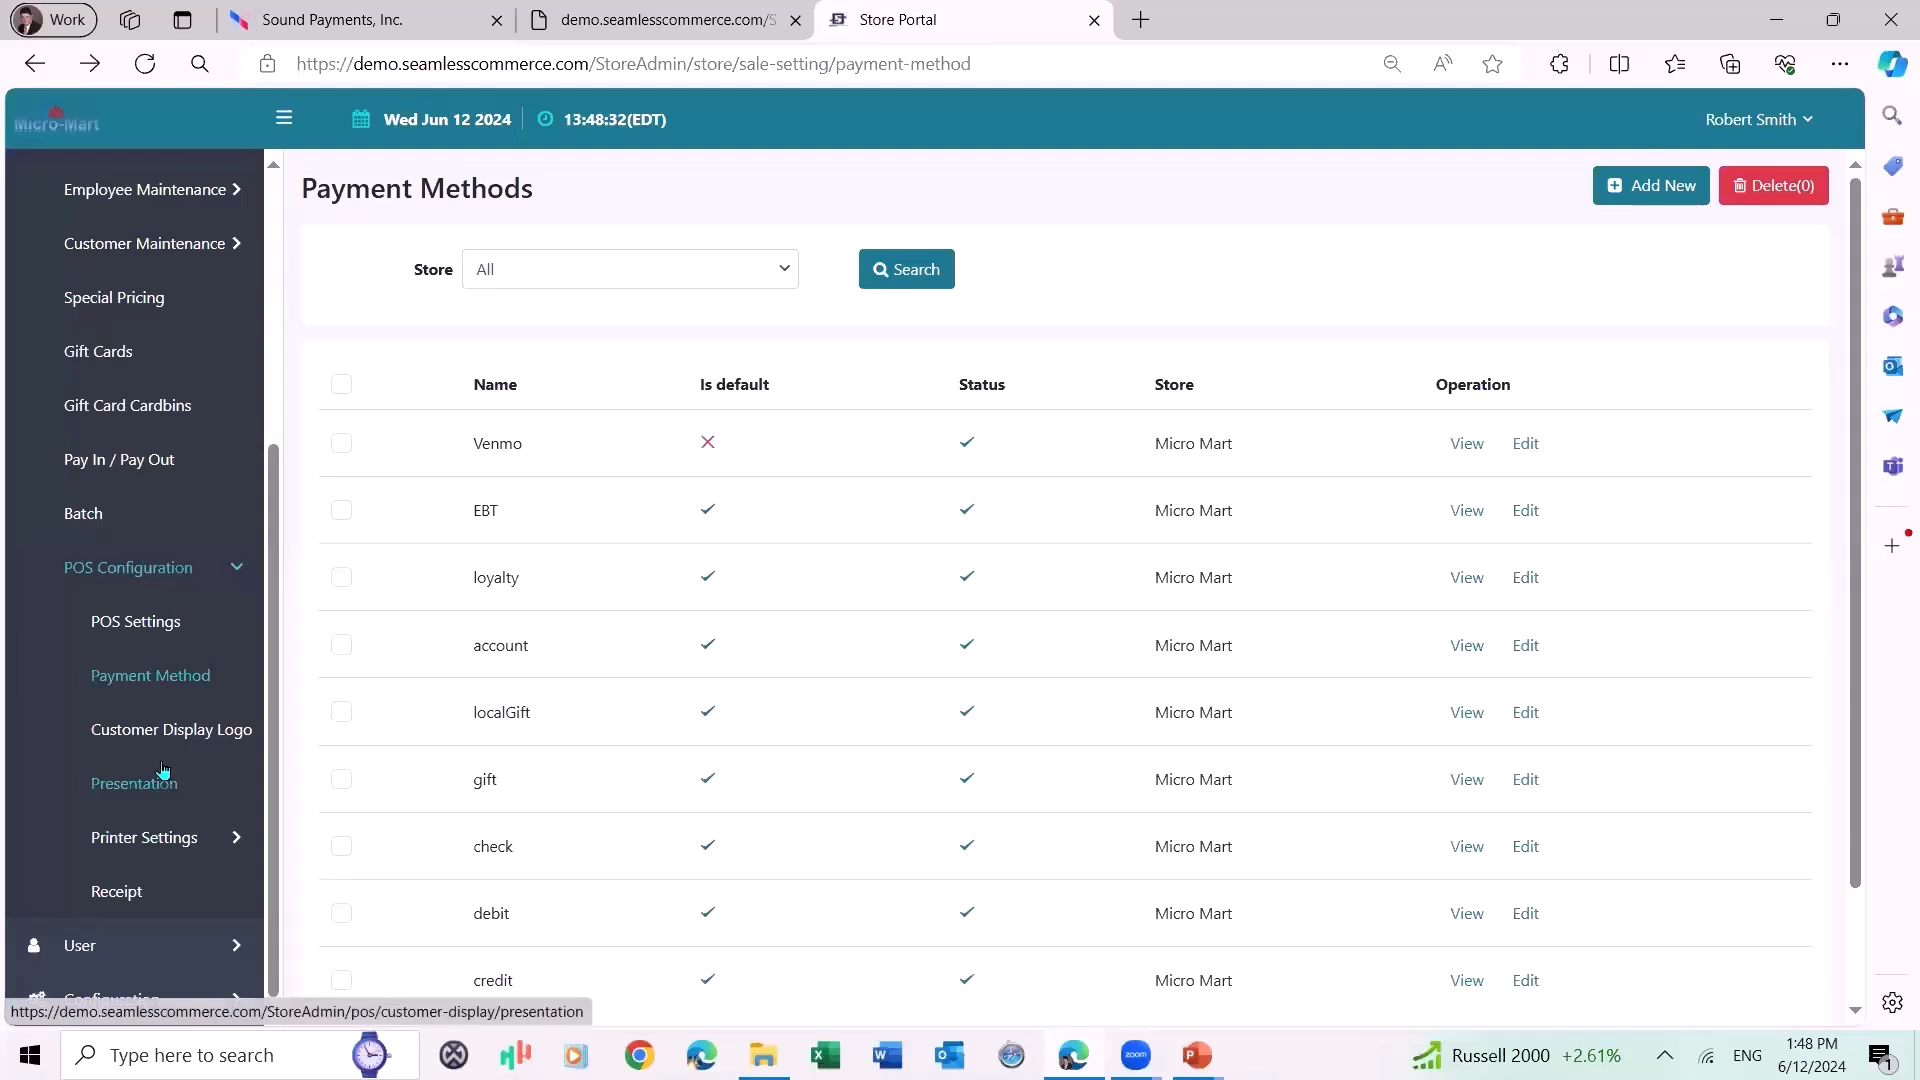 Work
Sound Payments, Inc.
demo.seamlesscommerce.com/S
Store Portal
https://demo.seamlesscommerce.com/StoreAdmin/store/sale-setting/payment-method
Micro-Mart
Wed Jun 12 2024
13:48:32(EDT)
Robert Smith
Employee Maintenance
Customer Maintenance
Special Pricing
Gift Cards
Gift Card Cardbins
Pay In / Pay Out
Batch
POS Configuration
POS Settings
Payment Method
Customer Display Logo
Presentation
Printer Settings
Receipt
User
Configuration
Payment Methods
Add New
Delete(0)
Store All Search
Name Is default Status Store Operation
Venmo Micro Mart View Edit
EBT Micro Mart View Edit
loyalty Micro Mart View Edit
account Micro Mart View Edit
localGift Micro Mart View Edit
gift Micro Mart View Edit
check Micro Mart View Edit
debit Micro Mart View Edit
credit Micro Mart View Edit
https://demo.seamlesscommerce.com/StoreAdmin/pos/customer-display/presentation
Type here to search
zoom
Russell 2000 +2.61%
ENG
1:48 PM
6/12/2024
1